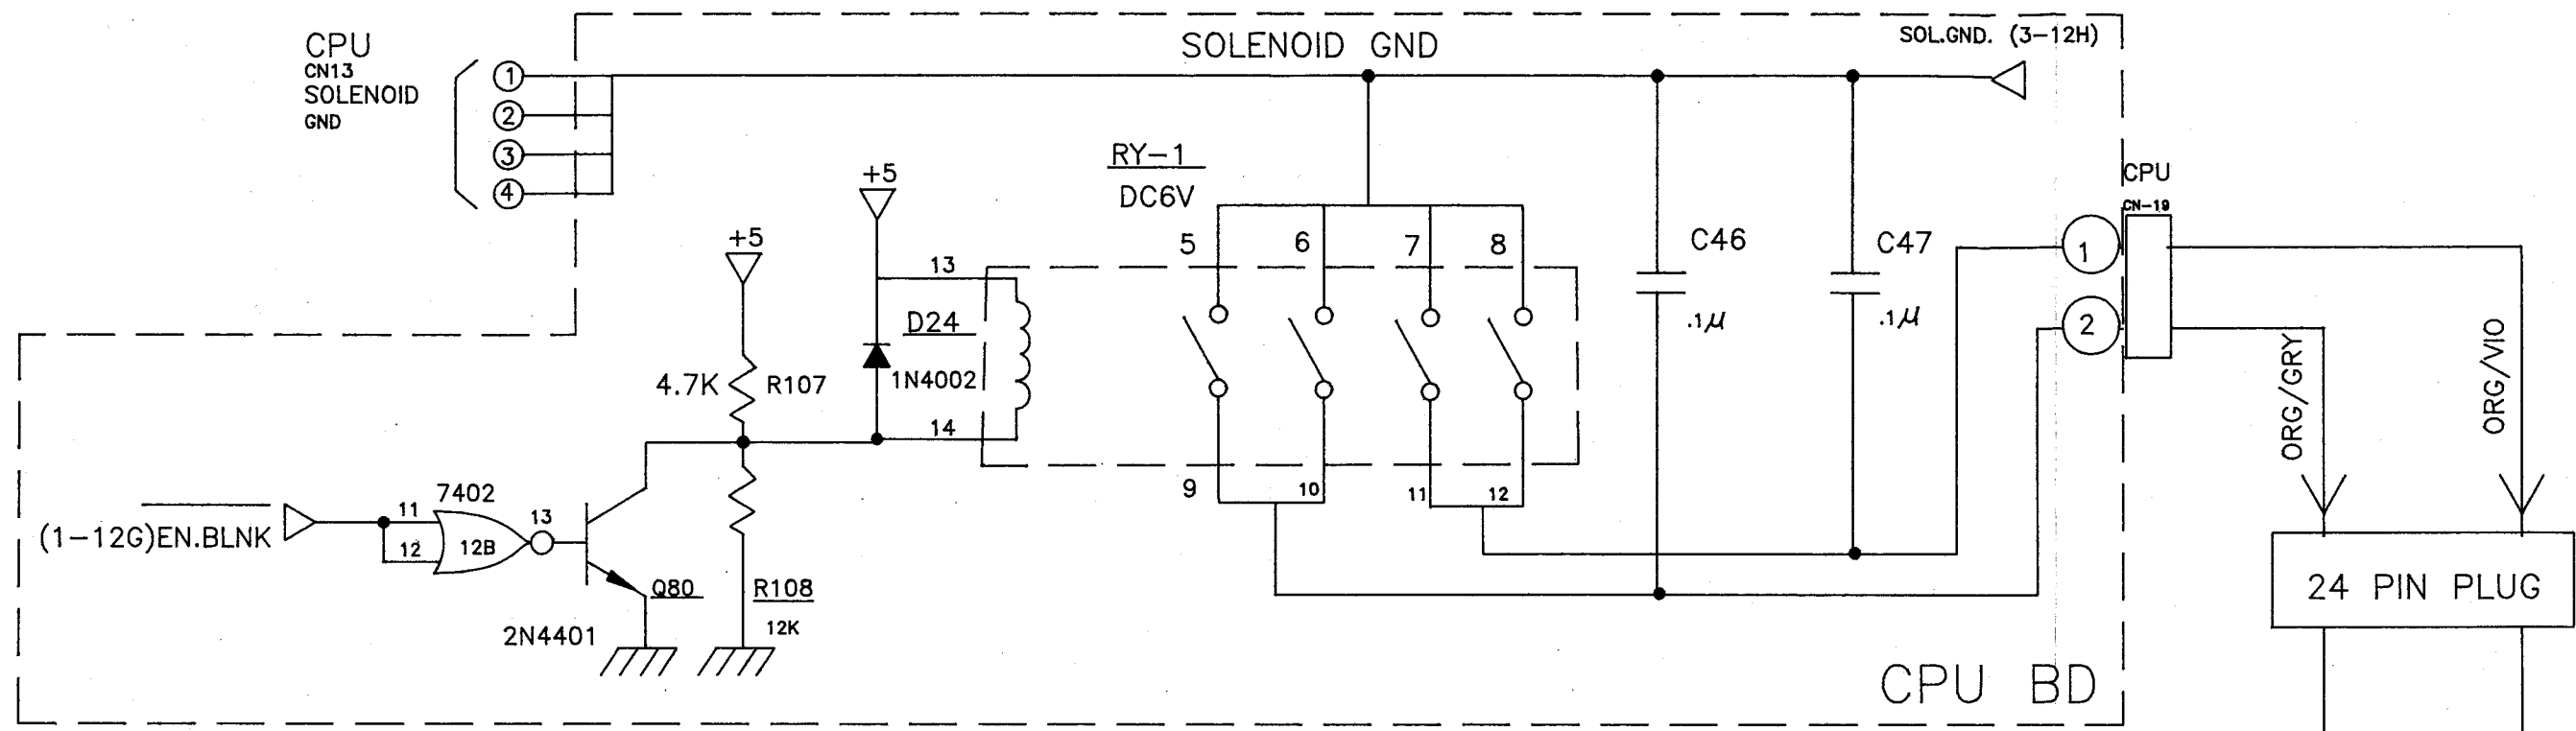 SOLENOID GND
SOL.GND. (3-12H)
CPU
CN13
SOLENOID
GND
1
2
3
4
RY-1
DC6V
+5
+5
CPU
CN-19
5
6
7
8
C46
C47
1
2
13
D24
.1µ
.1µ
4.7K
R107
1N4002
14
ORG/GRY
ORG/VIO
9
10
11
12
7402
11
13
(1-12G)EN.BLNK
12
12B
Q80
R108
24 PIN PLUG
2N4401
12K
CPU BD